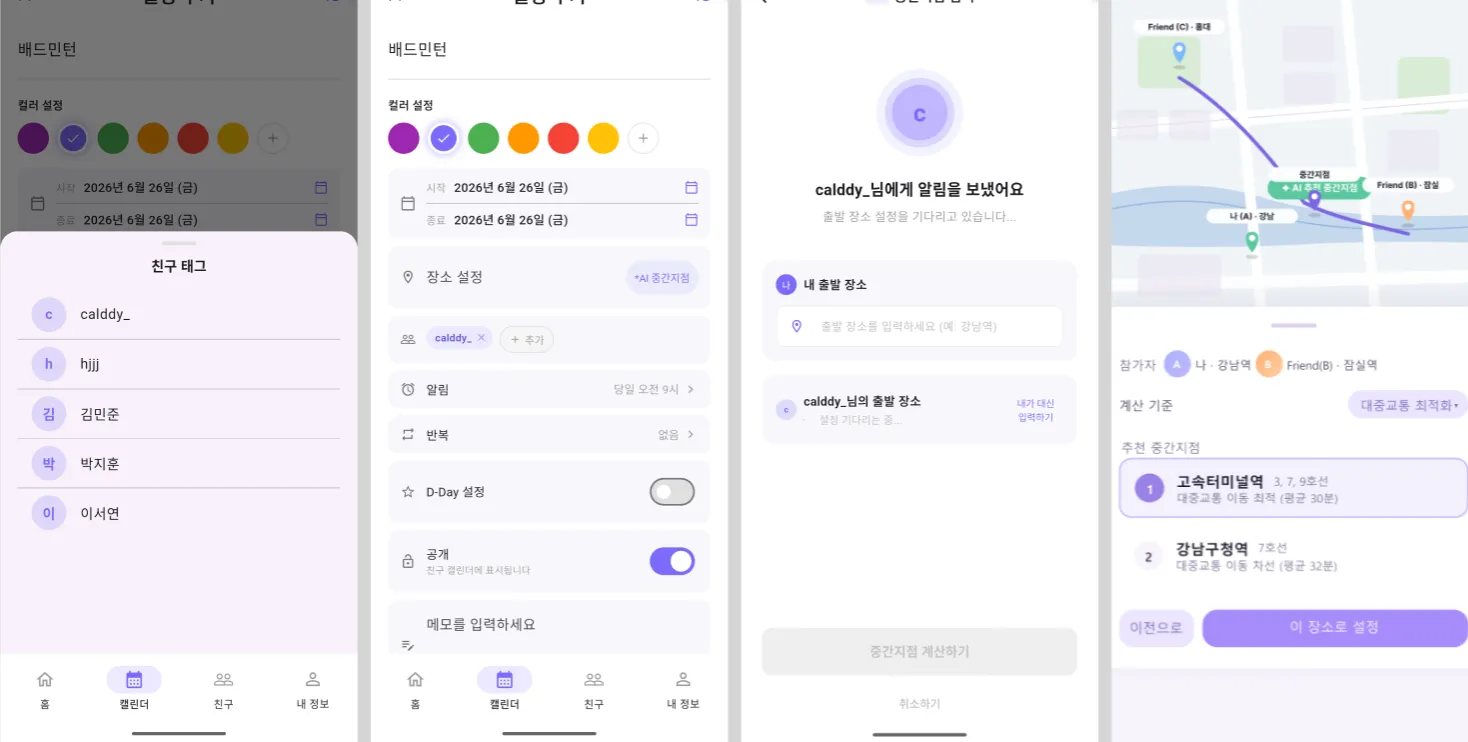 배드민턴
컬러 설정
시작 2026년 6월 26일 (금)
종료 2026년 6월 26일 (금)
친구 태그
c calddy_
h hjjj
김 김민준
박 박지훈
이 이서연
홈 캘린더 친구 내 정보
배드민턴
컬러 설정
시작 2026년 6월 26일 (금)
종료 2026년 6월 26일 (금)
장소 설정 *AI 중간지점
calddy_ × + 추가
알림 당일 오전 9시 >
반복 없음 >
D-Day 설정
공개
친구 캘린더에 표시됩니다
메모를 입력하세요
홈 캘린더 친구 내 정보
c
calddy_님에게 알림을 보냈어요
출발 장소 설정을 기다리고 있습니다...
나 내 출발 장소
출발 장소를 입력하세요 (예: 강남역)
c calddy_님의 출발 장소
· 설정 기다리는 중...
내가 대신
입력하기
중간지점 계산하기
취소하기
Friend (C) · 홍대
중간지점
AI 추천 중간지점
Friend (B) · 잠실
나 (A) · 강남
참가자 A 나 · 강남역 B Friend(B) · 잠실역
계산 기준 대중교통 최적화
추천 중간지점
1 고속터미널역 3, 7, 9호선
대중교통 이동 최적 (평균 30분)
2 강남구청역 7호선
대중교통 이동 차선 (평균 32분)
이전으로 이 장소로 설정